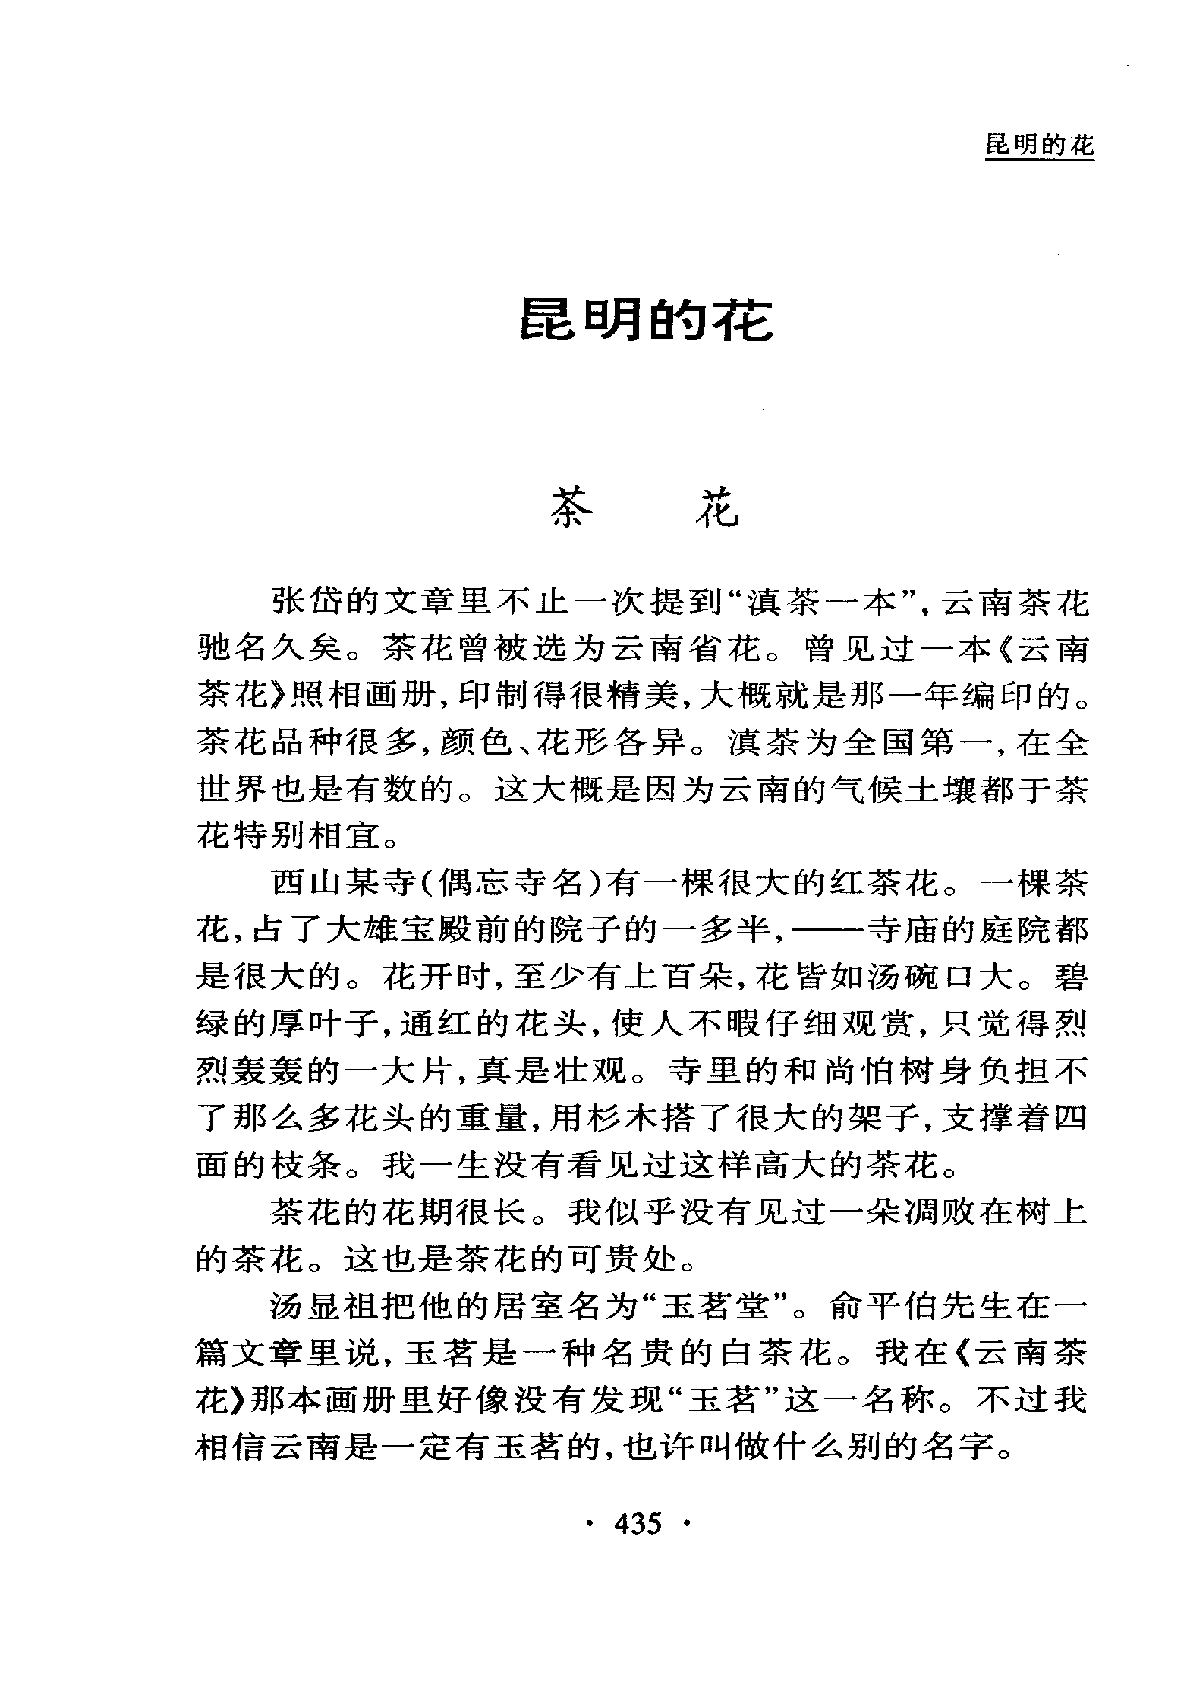 昆明的花
昆明的花
茶 花
张岱的文章里不止一次提到“滇茶一本”，云南茶花
驰名久矣。茶花曾被选为云南省花。曾见过一本《云南
茶花》照相画册，印制得很精美，大概就是那一年编印的。
茶花品种很多，颜色、花形各异。滇茶为全国第一，在全
世界也是有数的。这大概是因为云南的气候土壤都于茶
花特别相宜。
西山某寺（偶忘寺名）有一棵很大的红茶花。一棵茶
花，占了大雄宝殿前的院子的一多半，——寺庙的庭院都
是很大的。花开时，至少有上百朵，花皆如汤碗口大。碧
绿的厚叶子，通红的花头，使人不暇仔细观赏，只觉得烈
烈轰轰的一大片，真是壮观。寺里的和尚怕树身负担不
了那么多花头的重量，用杉木搭了很大的架子，支撑着四
面的枝条。我一生没有看见过这样高大的茶花。
茶花的花期很长。我似乎没有见过一朵凋败在树上
的茶花。这也是茶花的可贵处。
汤显祖把他的居室名为“玉茗堂”。俞平伯先生在一
篇文章里说，玉茗是一种名贵的白茶花。我在《云南茶
花》那本画册里好像没有发现“玉茗”这一名称。不过我
相信云南是一定有玉茗的，也许叫做什么别的名字。
· 435 ·